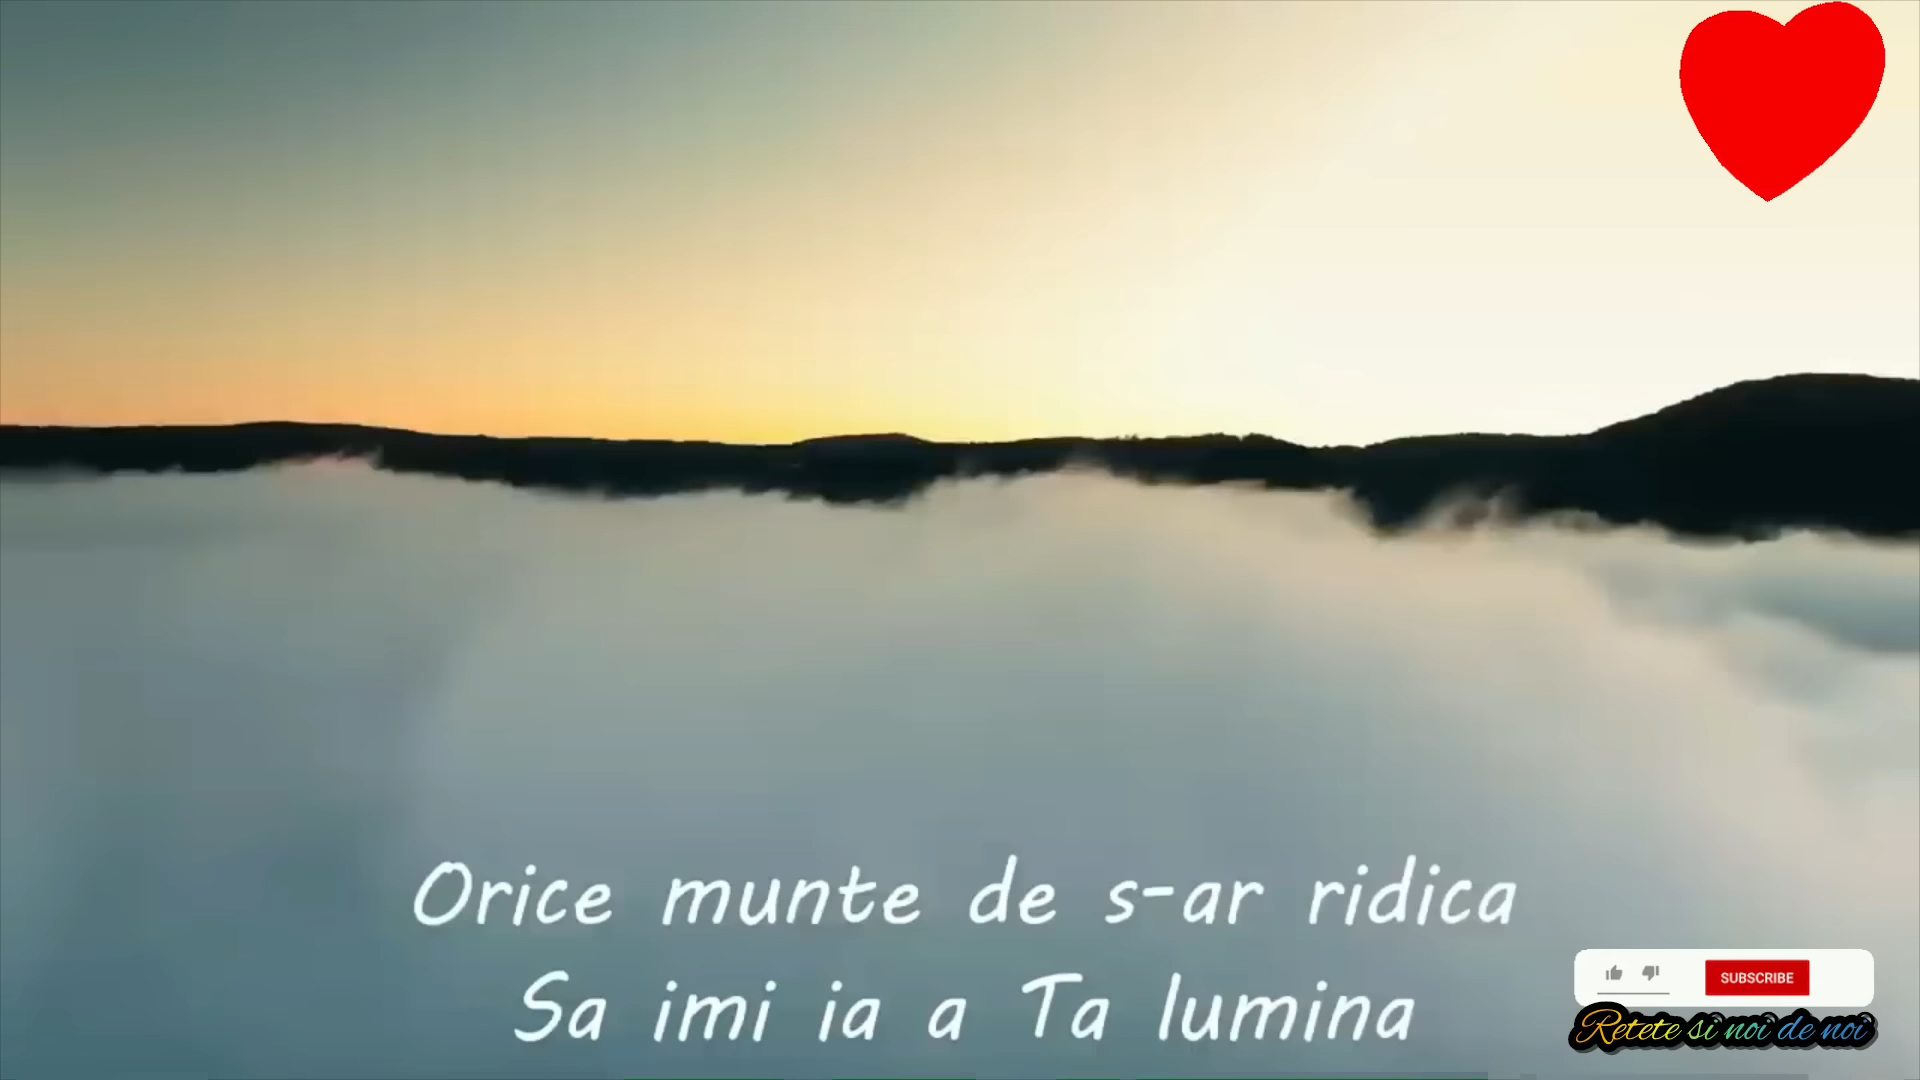 Orice munte de s-ar ridica
Sa imi ia a Ta lumina
SUBSCRIBE
Retete si noi de noi